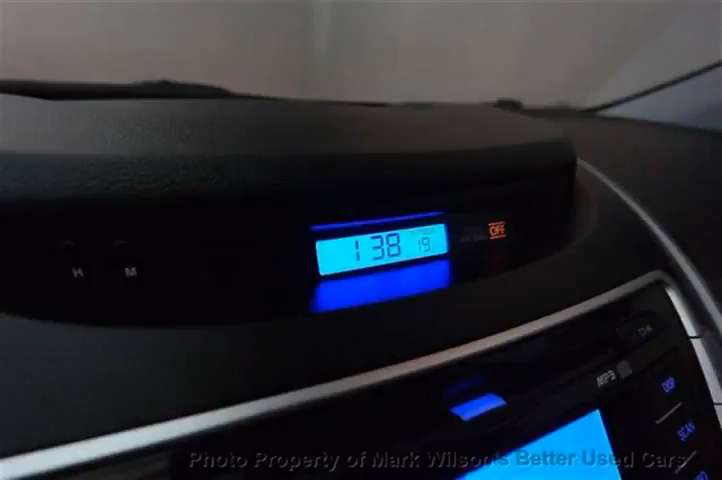 1 38 19
OFF
H M
MP3
DISP
SCAN
Photo Property of Mark Wilson's Better Used Cars